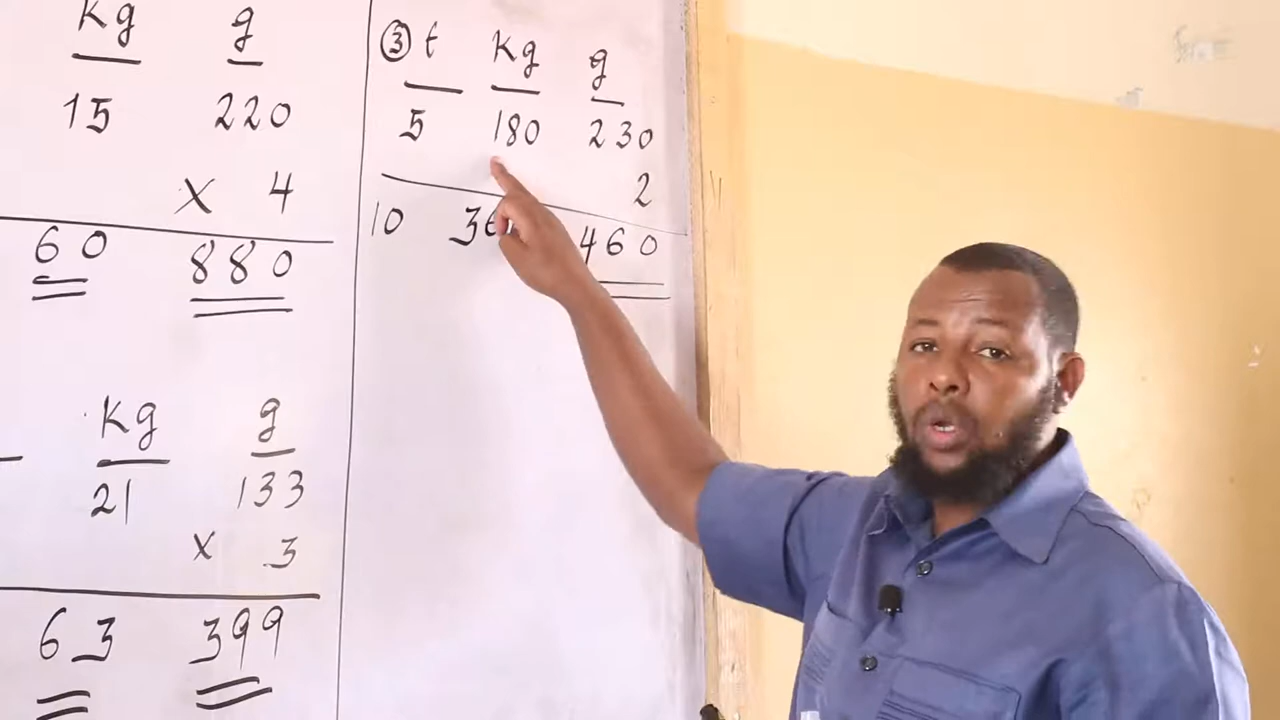 Kg g
15 220
x 4
60 880
Kg g
21 133
x 3
63 399
③ t Kg g
5 180 230
2
10 460